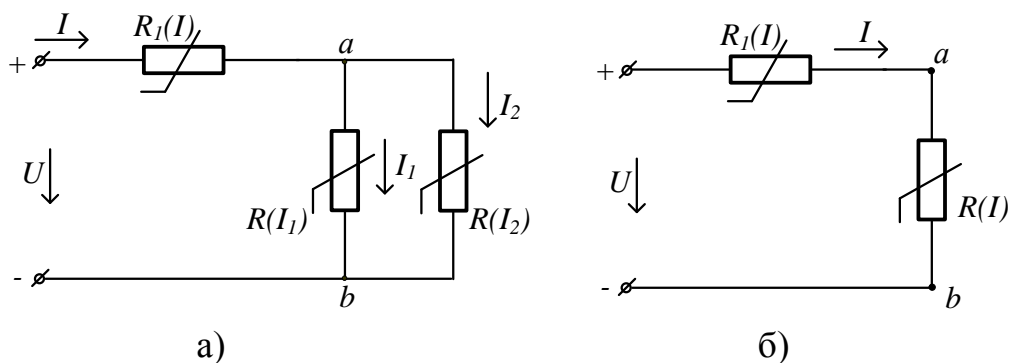 I R₁(I) a
+
I₂
U I₁
R(I₁) R(I₂)
-
b
а)
R₁(I) I a
+
U
R(I)
-
b
б)